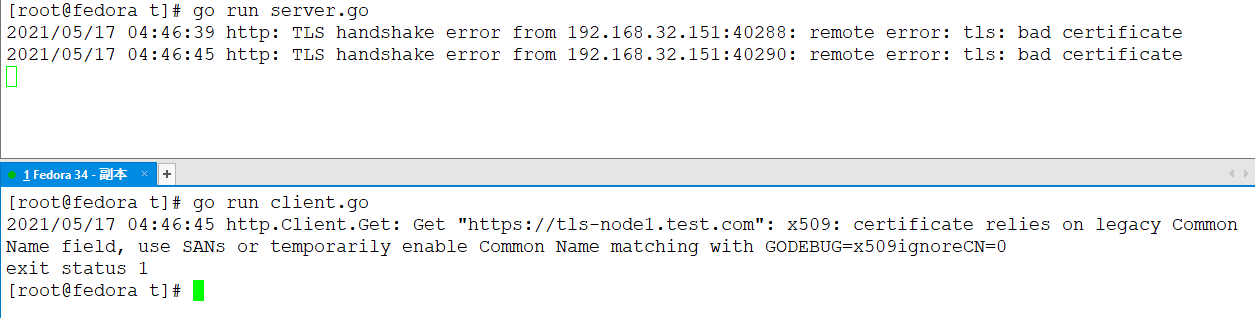 [root@fedora t]# go run server.go
2021/05/17 04:46:39 http: TLS handshake error from 192.168.32.151:40288: remote error: tls: bad certificate
2021/05/17 04:46:45 http: TLS handshake error from 192.168.32.151:40290: remote error: tls: bad certificate
1 Fedora 34 - 副本 × +
[root@fedora t]# go run client.go
2021/05/17 04:46:45 http.Client.Get: Get "https://tls-node1.test.com": x509: certificate relies on legacy Common
Name field, use SANs or temporarily enable Common Name matching with GODEBUG=x509ignoreCN=0
exit status 1
[root@fedora t]#